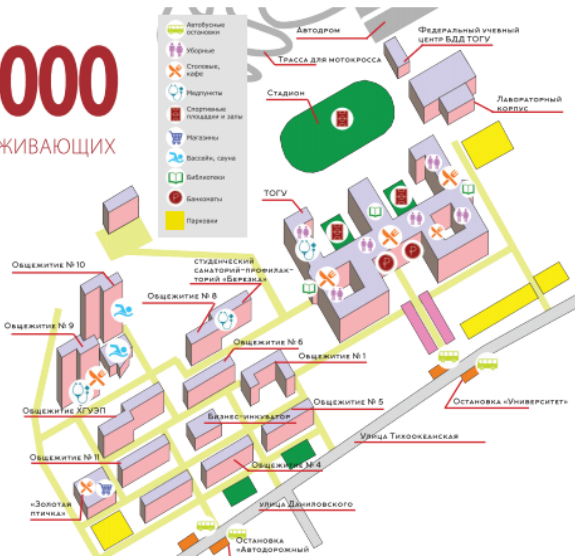 000
ЖИВАЮЩИХ
Автобусные
остановки
Уборные
Столовые,
кафе
Медпункты
Спортивные
площадки и залы
Магазины
Бассейн, сауна
Библиотеки
Банкоматы
Парковки
Автодром
Федеральный учебный
центр БДД ТОГУ
Трасса для мотокросса
Стадион
Лабораторный
корпус
ТОГУ
студенческий
санаторий-профилак-
торий «Березка»
Общежитие № 10
Общежитие № 8
Общежитие № 9
Общежитие № 6
Общежитие № 1
Общежитие ХГУЭП
Бизнес-инкубатор
Общежитие № 5
Остановка «Университет»
Улица Тихоокеанская
Общежитие № 11
Общежитие № 4
«Золотая
птичка»
улица Даниловского
Остановка
«Автодорожный